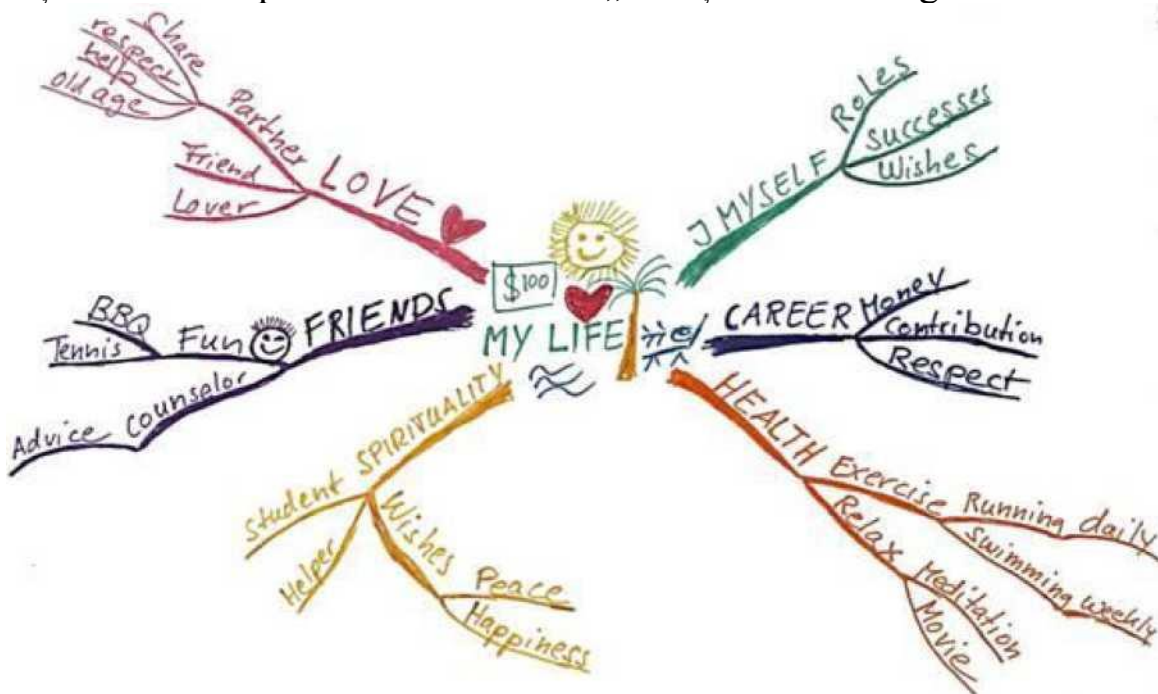 Share
respect
help
old age
Partner
Friend
Lover
LOVE
I MYSELF
Roles
Successes
Wishes
$100
MY LIFE
FRIENDS
Fun
BBQ
Tennis
Counselor
Advice
CAREER
Money
Contribution
Respect
SPIRITUALITY
Student
Helper
Wishes
Peace
Happiness
HEALTH
Exercise
Running daily
Swimming weekly
Relax
Meditation
Movie